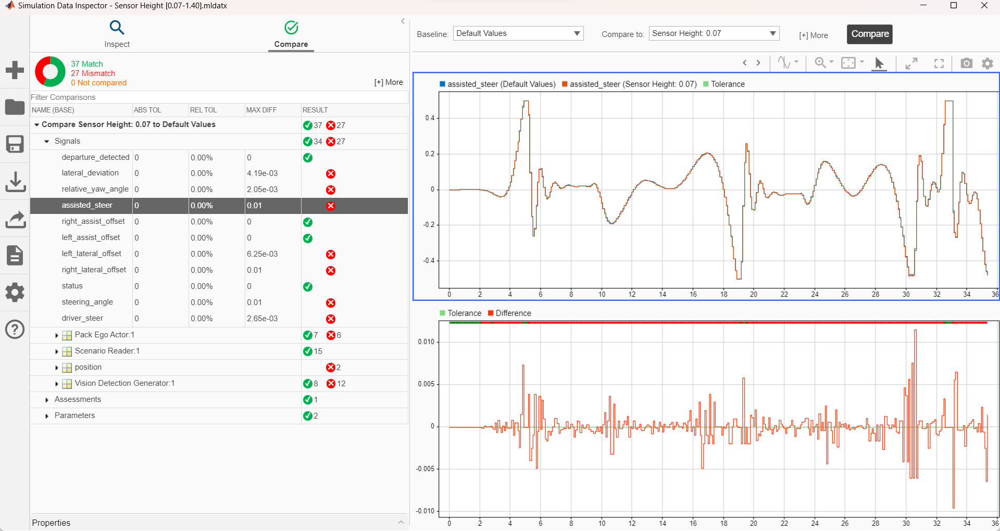 Simulation Data Inspector - Sensor Height [0.07-1.40].mldatx
Inspect
Compare
Baseline: Default Values
Compare to: Sensor Height: 0.07
[+] More
Compare
37 Match
27 Mismatch
0 Not compared
[+] More
Filter Comparisons
NAME (BASE) ABS TOL REL TOL MAX DIFF RESULT
Compare Sensor Height: 0.07 to Default Values 37 27
Signals 34 27
departure_detected 0 0.00% 0
lateral_deviation 0 0.00% 4.19e-03
relative_yaw_angle 0 0.00% 2.05e-03
assisted_steer 0 0.00% 0.01
right_assist_offset 0 0.00% 0
left_assist_offset 0 0.00% 0
left_lateral_offset 0 0.00% 6.25e-03
right_lateral_offset 0 0.00% 0.01
status 0 0.00% 0
steering_angle 0 0.00% 0.01
driver_steer 0 0.00% 2.65e-03
Pack Ego Actor:1 7 6
Scenario Reader:1 15
position 2
Vision Detection Generator:1 8 12
Assessments 1
Parameters 2
Properties
assisted_steer (Default Values) assisted_steer (Sensor Height: 0.07) Tolerance
0.4
0.2
0
-0.2
-0.4
0 2 4 6 8 10 12 14 16 18 20 22 24 26 28 30 32 34 36
Tolerance Difference
0.010
0.005
0
-0.005
-0.010
0 2 4 6 8 10 12 14 16 18 20 22 24 26 28 30 32 34 36